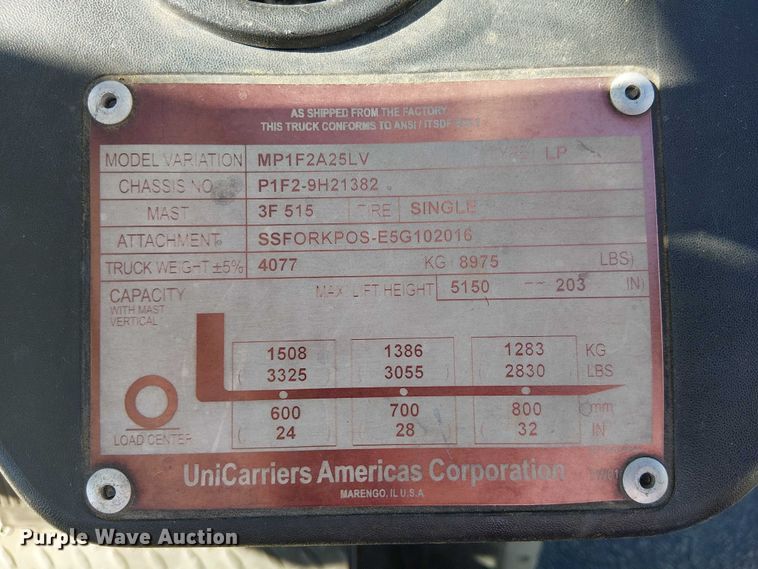 AS SHIPPED FROM THE FACTORY
THIS TRUCK CONFORMS TO ANSI / ITSDF
MODEL VARIATION MP1F2A25LV TYPE LP
CHASSIS NO. P1F2-9H21382
MAST 3F 515 TIRE SINGLE
ATTACHMENT SSFORKPOS-E5G102016
TRUCK WEIGHT ±5% 4077 KG ( 8975 LBS)
CAPACITY MAX. LIFT HEIGHT 5150 203 IN)
WITH MAST
VERTICAL
1508 1386 1283 KG
( 3325 ( 3055 ( 2830 LBS
600 700 800 mm
( 24 ( 28 ( 32 IN
LOAD CENTER
UniCarriers Americas Corporation
MARENGO, IL U.S.A.
Purple Wave Auction